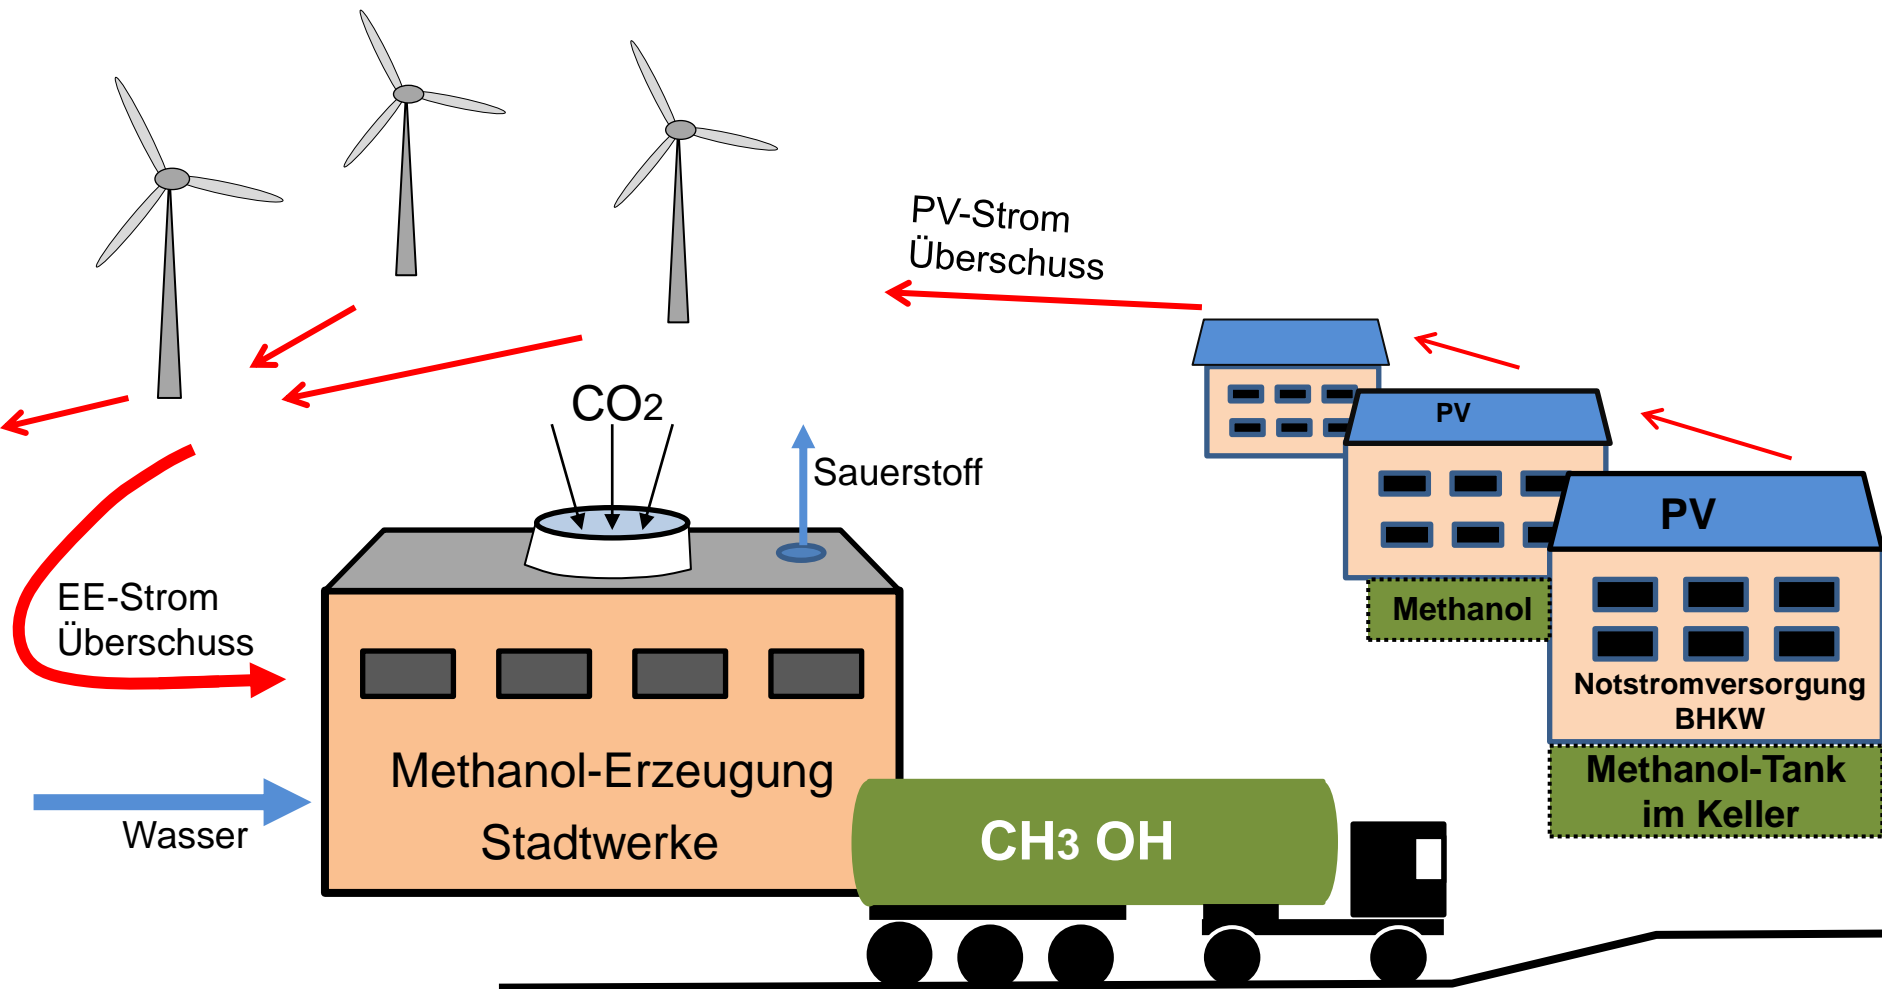 PV-Strom
Überschuss
CO2
Sauerstoff
PV
PV
EE-Strom
Überschuss
Methanol
Notstromversorgung
BHKW
Methanol-Erzeugung
Stadtwerke
Wasser
CH3 OH
Methanol-Tank
im Keller